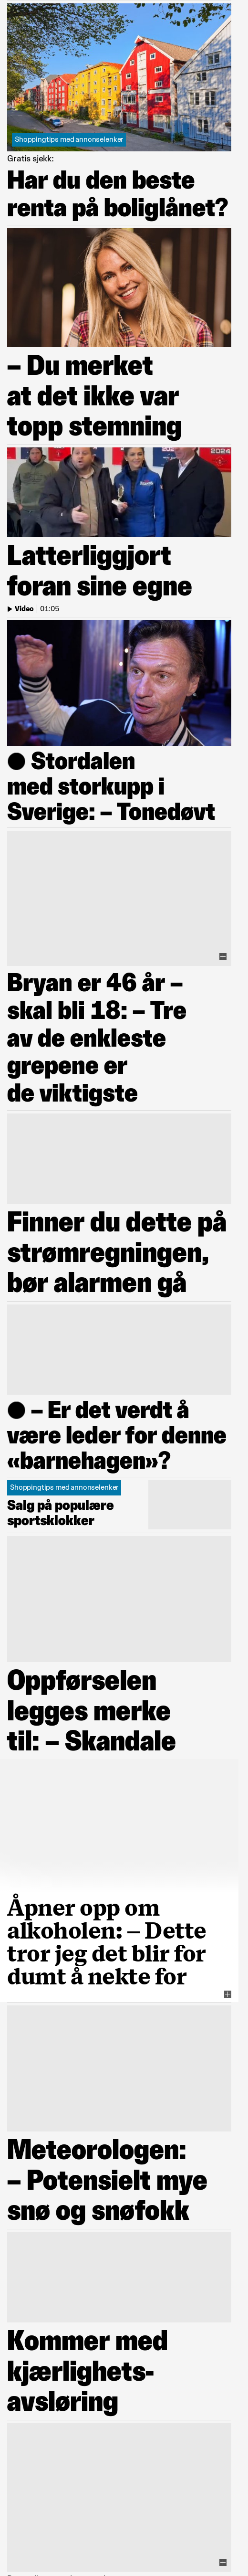 Shoppingtips med annonselenker
Gratis sjekk:
Har du den beste
renta på boliglånet?
– Du merket
at det ikke var
topp stemning
2024
Latterliggjort
foran sine egne
Video | 01:05
● Stordalen
med storkupp i
Sverige: – Tonedøvt
Bryan er 46 år –
skal bli 18: – Tre
av de enkleste
grepene er
de viktigste
Finner du dette på
strømregningen,
bør alarmen gå
● – Er det verdt å
være leder for denne
«barnehagen»?
Shoppingtips med annonselenker
Salg på populære
sportsklokker
Oppførselen
legges merke
til: – Skandale
Åpner opp om
alkoholen: – Dette
tror jeg det blir for
dumt å nekte for
Meteorologen:
– Potensielt mye
snø og snøfokk
Kommer med
kjærlighets-
avsløring